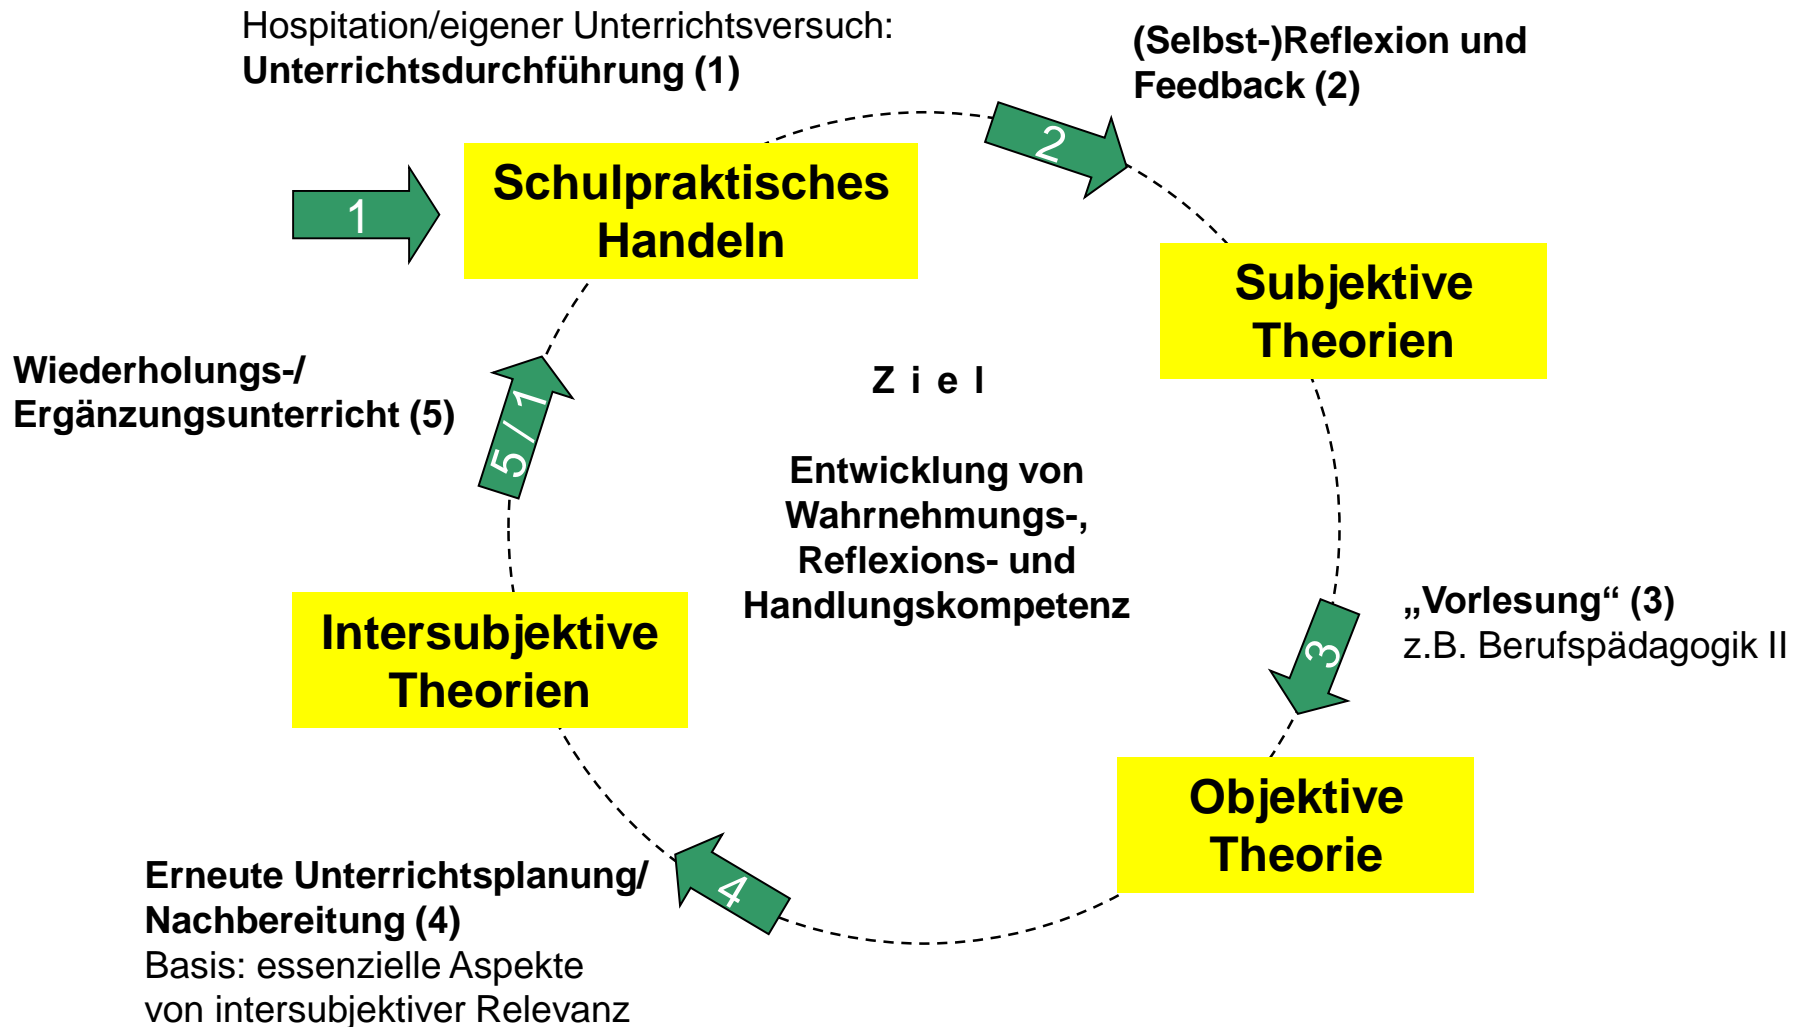 Hospitation/eigener Unterrichtsversuch:
Unterrichtsdurchführung (1)
(Selbst-)Reflexion und
Feedback (2)
2
1
Schulpraktisches
Handeln
Subjektive
Theorien
Wiederholungs-/
Ergänzungsunterricht (5)
5 / 1
Z i e l
Entwicklung von
Wahrnehmungs-,
Reflexions- und
Handlungskompetenz
Intersubjektive
Theorien
3
„Vorlesung“ (3)
z.B. Berufspädagogik II
Objektive
Theorie
4
Erneute Unterrichtsplanung/
Nachbereitung (4)
Basis: essenzielle Aspekte
von intersubjektiver Relevanz